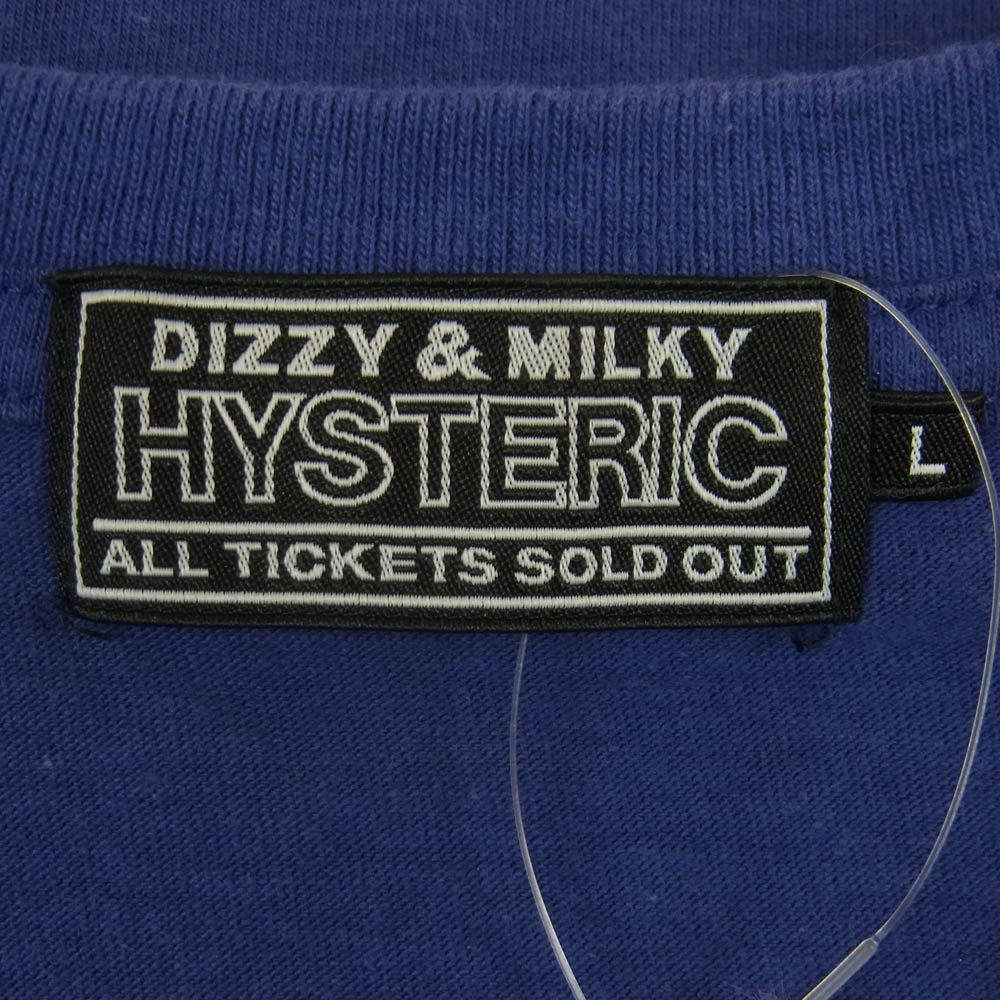 DIZZY & MILKY
HYSTERIC
ALL TICKETS SOLD OUT
L